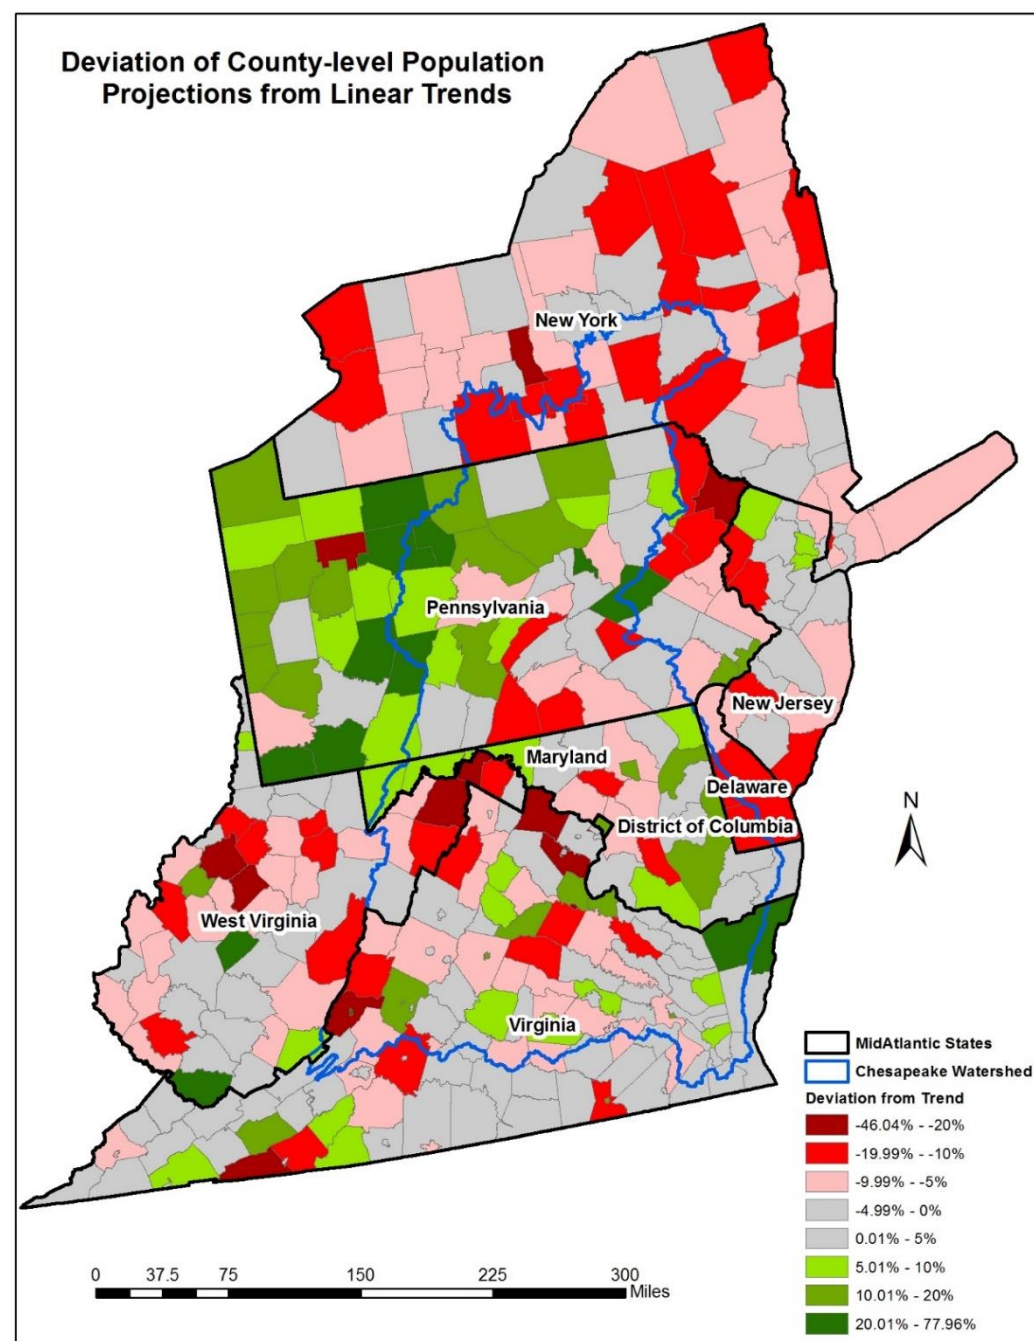 Deviation of County-level Population
Projections from Linear Trends
New York
Pennsylvania
New Jersey
Maryland
Delaware
District of Columbia
West Virginia
Virginia
N
MidAtlantic States
Chesapeake Watershed
Deviation from Trend
-46.04% - -20%
-19.99% - -10%
-9.99% - -5%
-4.99% - 0%
0.01% - 5%
5.01% - 10%
10.01% - 20%
20.01% - 77.96%
0 37.5 75 150 225 300
Miles